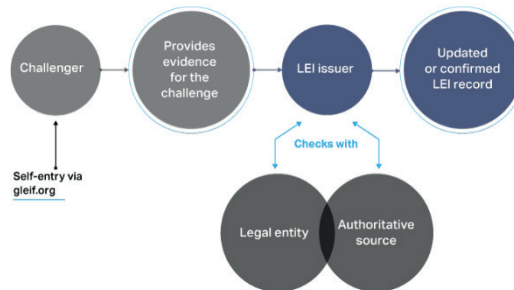 Challenger
Provides
evidence
for the
challenge
LEI issuer
Updated
or confirmed
LEI record
Checks with
Self-entry via
gleif.org
Legal entity
Authoritative
source